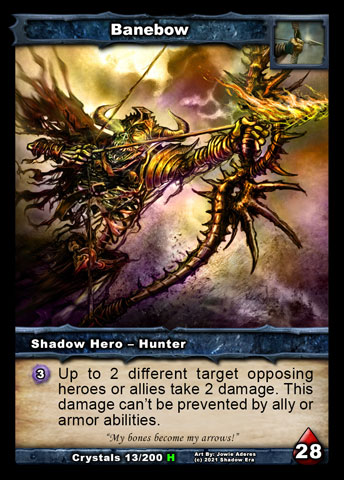 Banebow
Shadow Hero – Hunter
3 Up to 2 different target opposing
heroes or allies take 2 damage. This
damage can't be prevented by ally or
armor abilities.
"My bones become my arrows!"
Crystals 13/200 H
Art By: Jowie Aderes
(c) 2021 Shadow Era
28